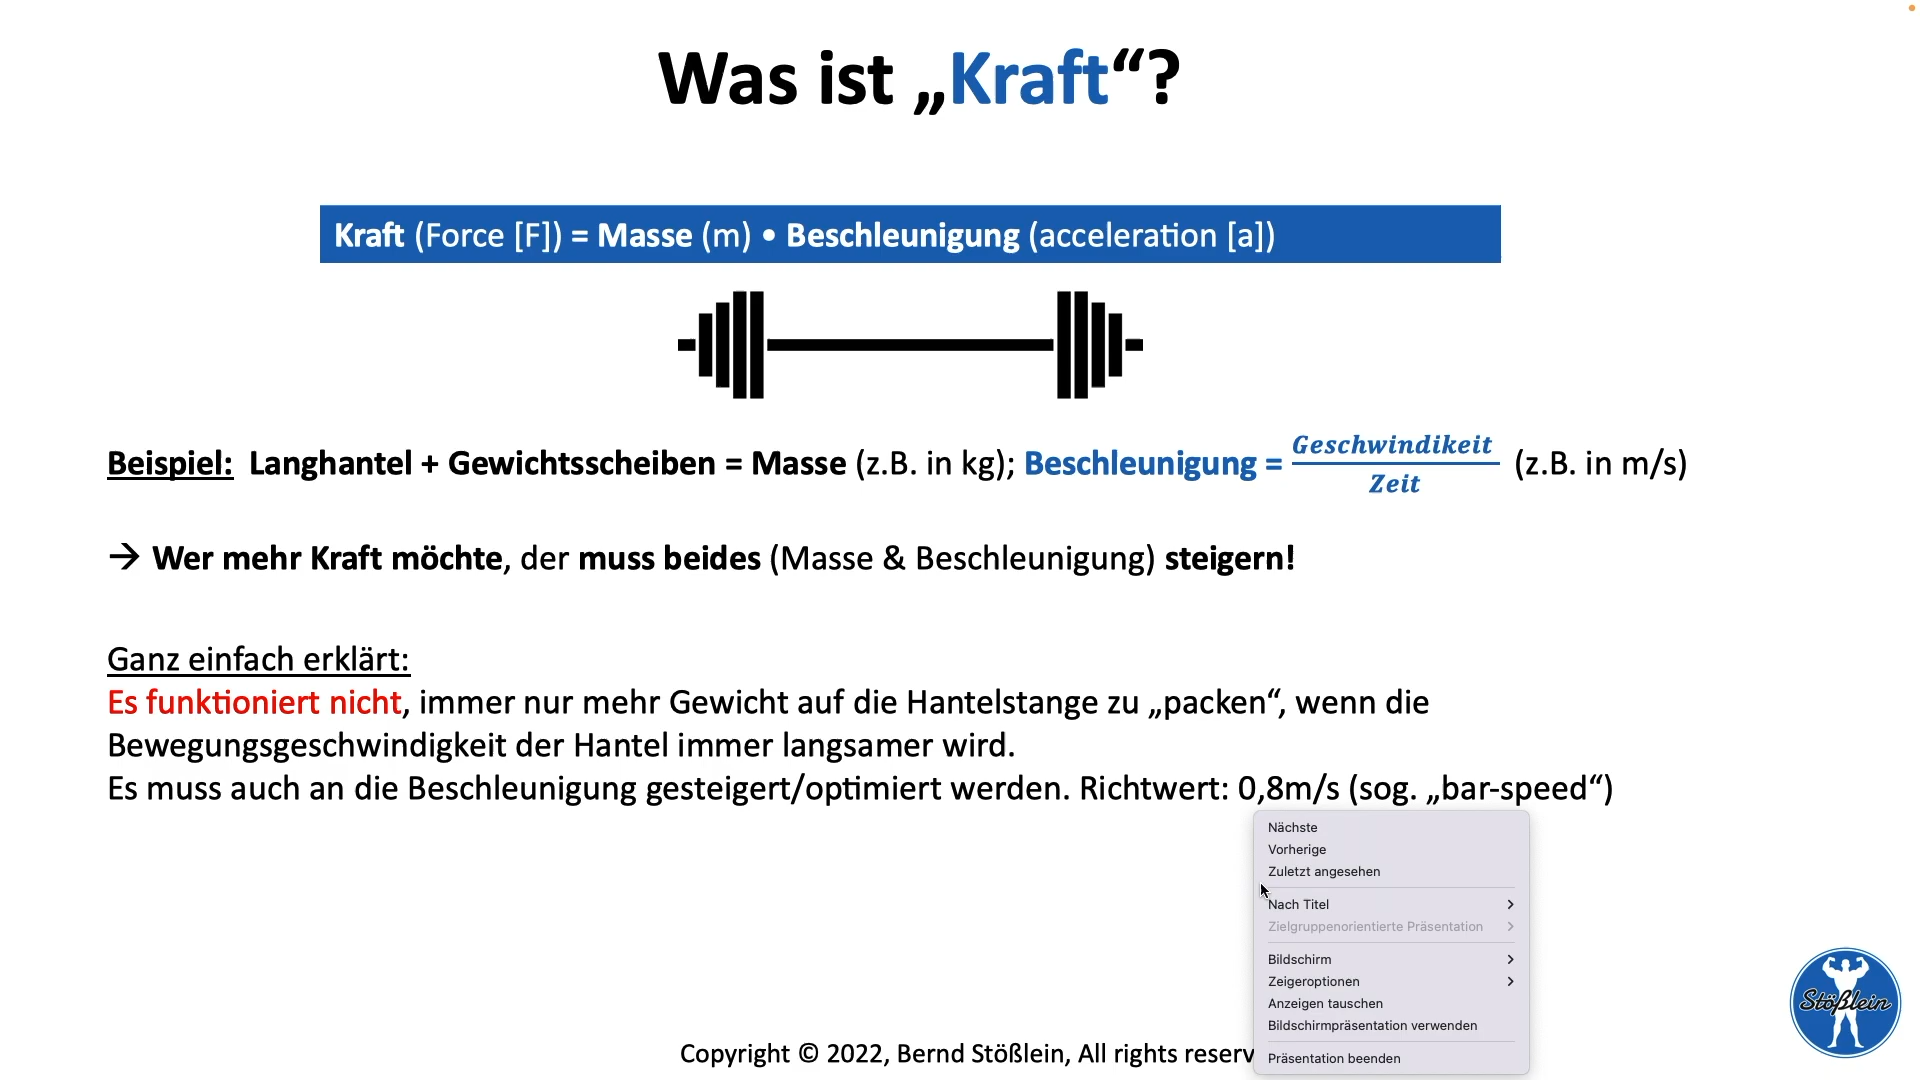 Was ist „Kraft“?
Kraft (Force [F]) = Masse (m) • Beschleunigung (acceleration [a])
Beispiel: Langhantel + Gewichtsscheiben = Masse (z.B. in kg); Beschleunigung = Geschwindikeit / Zeit (z.B. in m/s)
→ Wer mehr Kraft möchte, der muss beides (Masse & Beschleunigung) steigern!
Ganz einfach erklärt:
Es funktioniert nicht, immer nur mehr Gewicht auf die Hantelstange zu „packen“, wenn die
Bewegungsgeschwindigkeit der Hantel immer langsamer wird.
Es muss auch an die Beschleunigung gesteigert/optimiert werden. Richtwert: 0,8m/s (sog. „bar-speed“)
Nächste
Vorherige
Zuletzt angesehen
Nach Titel
Zielgruppenorientierte Präsentation
Bildschirm
Zeigeroptionen
Anzeigen tauschen
Bildschirmpräsentation verwenden
Präsentation beenden
Stößlein
Copyright © 2022, Bernd Stößlein, All rights reserv